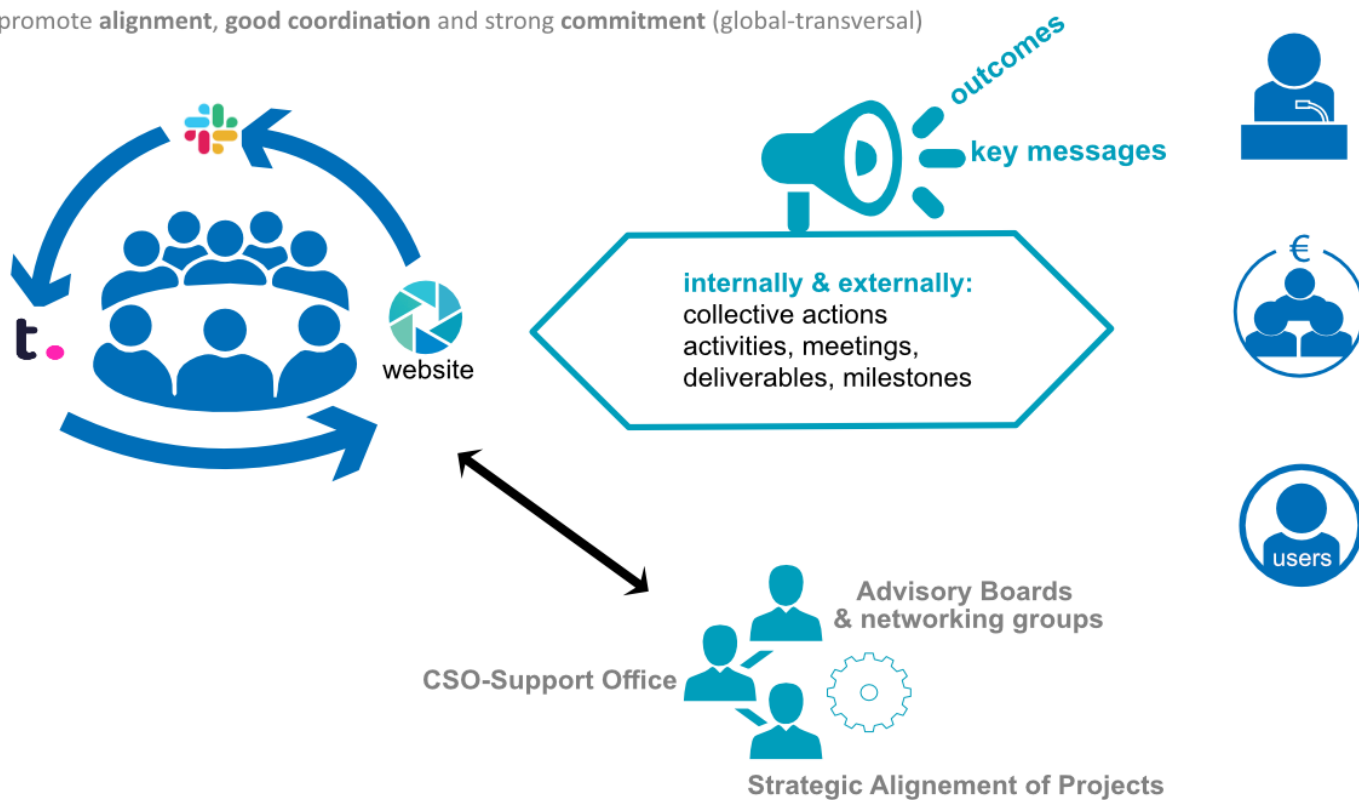 promote alignment, good coordination and strong commitment (global-transversal)
outcomes
key messages
€
internally & externally:
collective actions
activities, meetings,
deliverables, milestones
t.
website
users
Advisory Boards
& networking groups
CSO-Support Office
Strategic Alignement of Projects